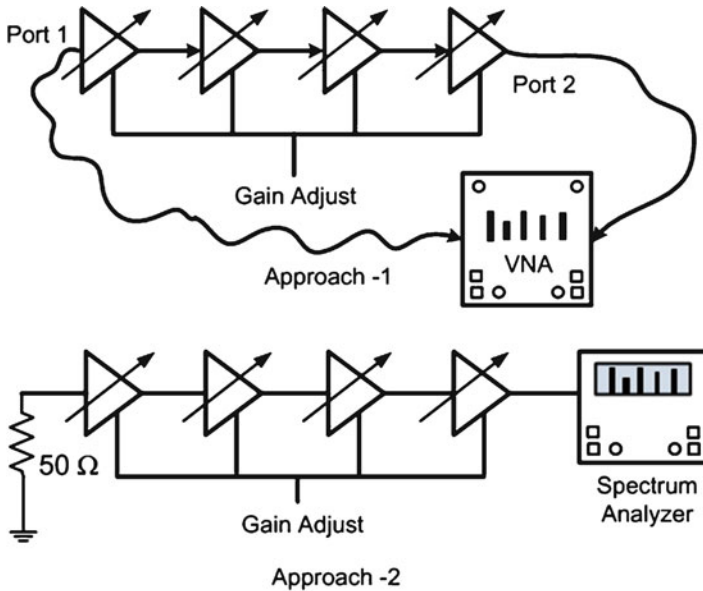 Port 1
Port 2
Gain Adjust
VNA
Approach -1
50 Ω
Gain Adjust
Spectrum
Analyzer
Approach -2